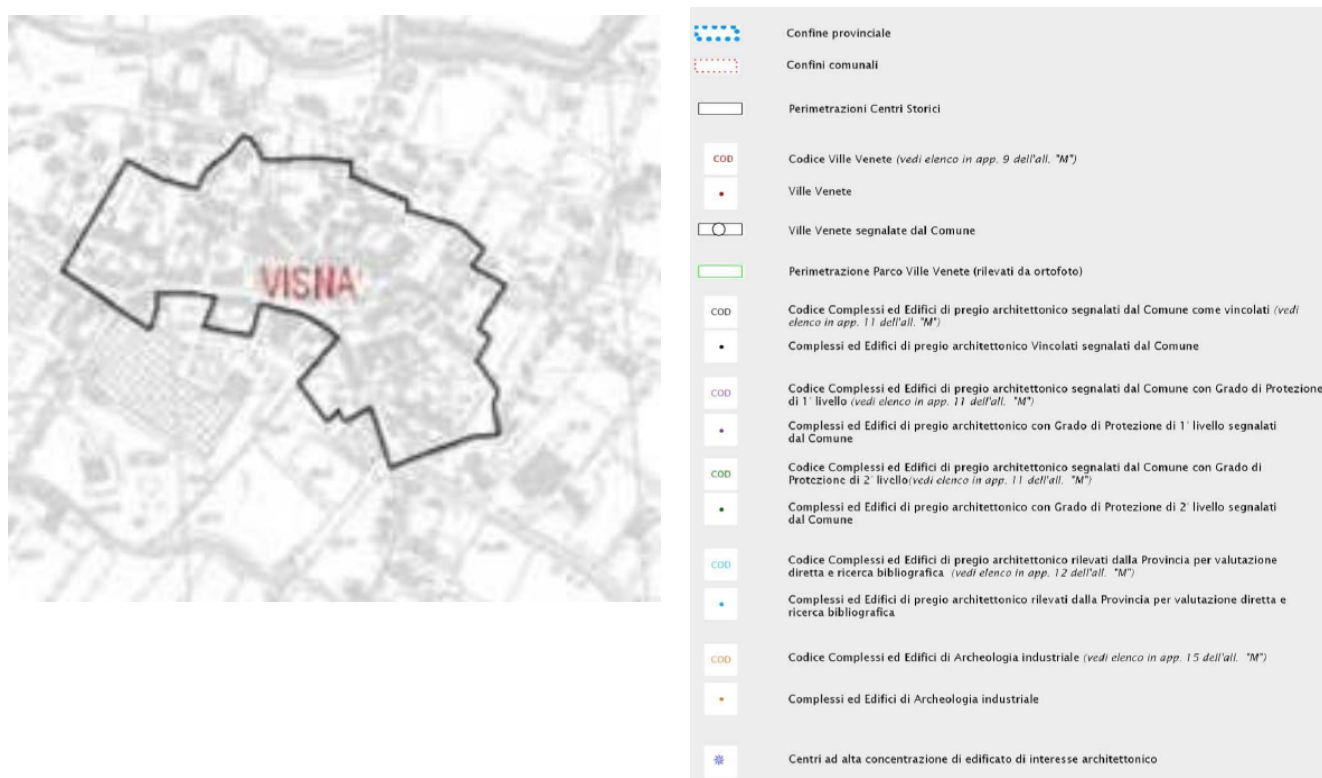 VISNA
Confine provinciale
Confini comunali
Perimetrazioni Centri Storici
COD
Codice Ville Venete (vedi elenco in app. 9 dell'all. "M")
Ville Venete
Ville Venete segnalate dal Comune
Perimetrazione Parco Ville Venete (rilevati da ortofoto)
COD
Codice Complessi ed Edifici di pregio architettonico segnalati dal Comune come vincolati (vedi
elenco in app. 11 dell'all. "M")
Complessi ed Edifici di pregio architettonico Vincolati segnalati dal Comune
COD
Codice Complessi ed Edifici di pregio architettonico segnalati dal Comune con Grado di Protezione
di 1° livello (vedi elenco in app. 11 dell'all. "M")
Complessi ed Edifici di pregio architettonico con Grado di Protezione di 1° livello segnalati
dal Comune
COD
Codice Complessi ed Edifici di pregio architettonico segnalati dal Comune con Grado di
Protezione di 2° livello(vedi elenco in app. 11 dell'all. "M")
Complessi ed Edifici di pregio architettonico con Grado di Protezione di 2° livello segnalati
dal Comune
COD
Codice Complessi ed Edifici di pregio architettonico rilevati dalla Provincia per valutazione
diretta e ricerca bibliografica (vedi elenco in app. 12 dell'all. "M")
Complessi ed Edifici di pregio architettonico rilevati dalla Provincia per valutazione diretta e
ricerca bibliografica
COD
Codice Complessi ed Edifici di Archeologia industriale (vedi elenco in app. 15 dell'all. "M")
Complessi ed Edifici di Archeologia industriale
Centri ad alta concentrazione di edificato di interesse architettonico